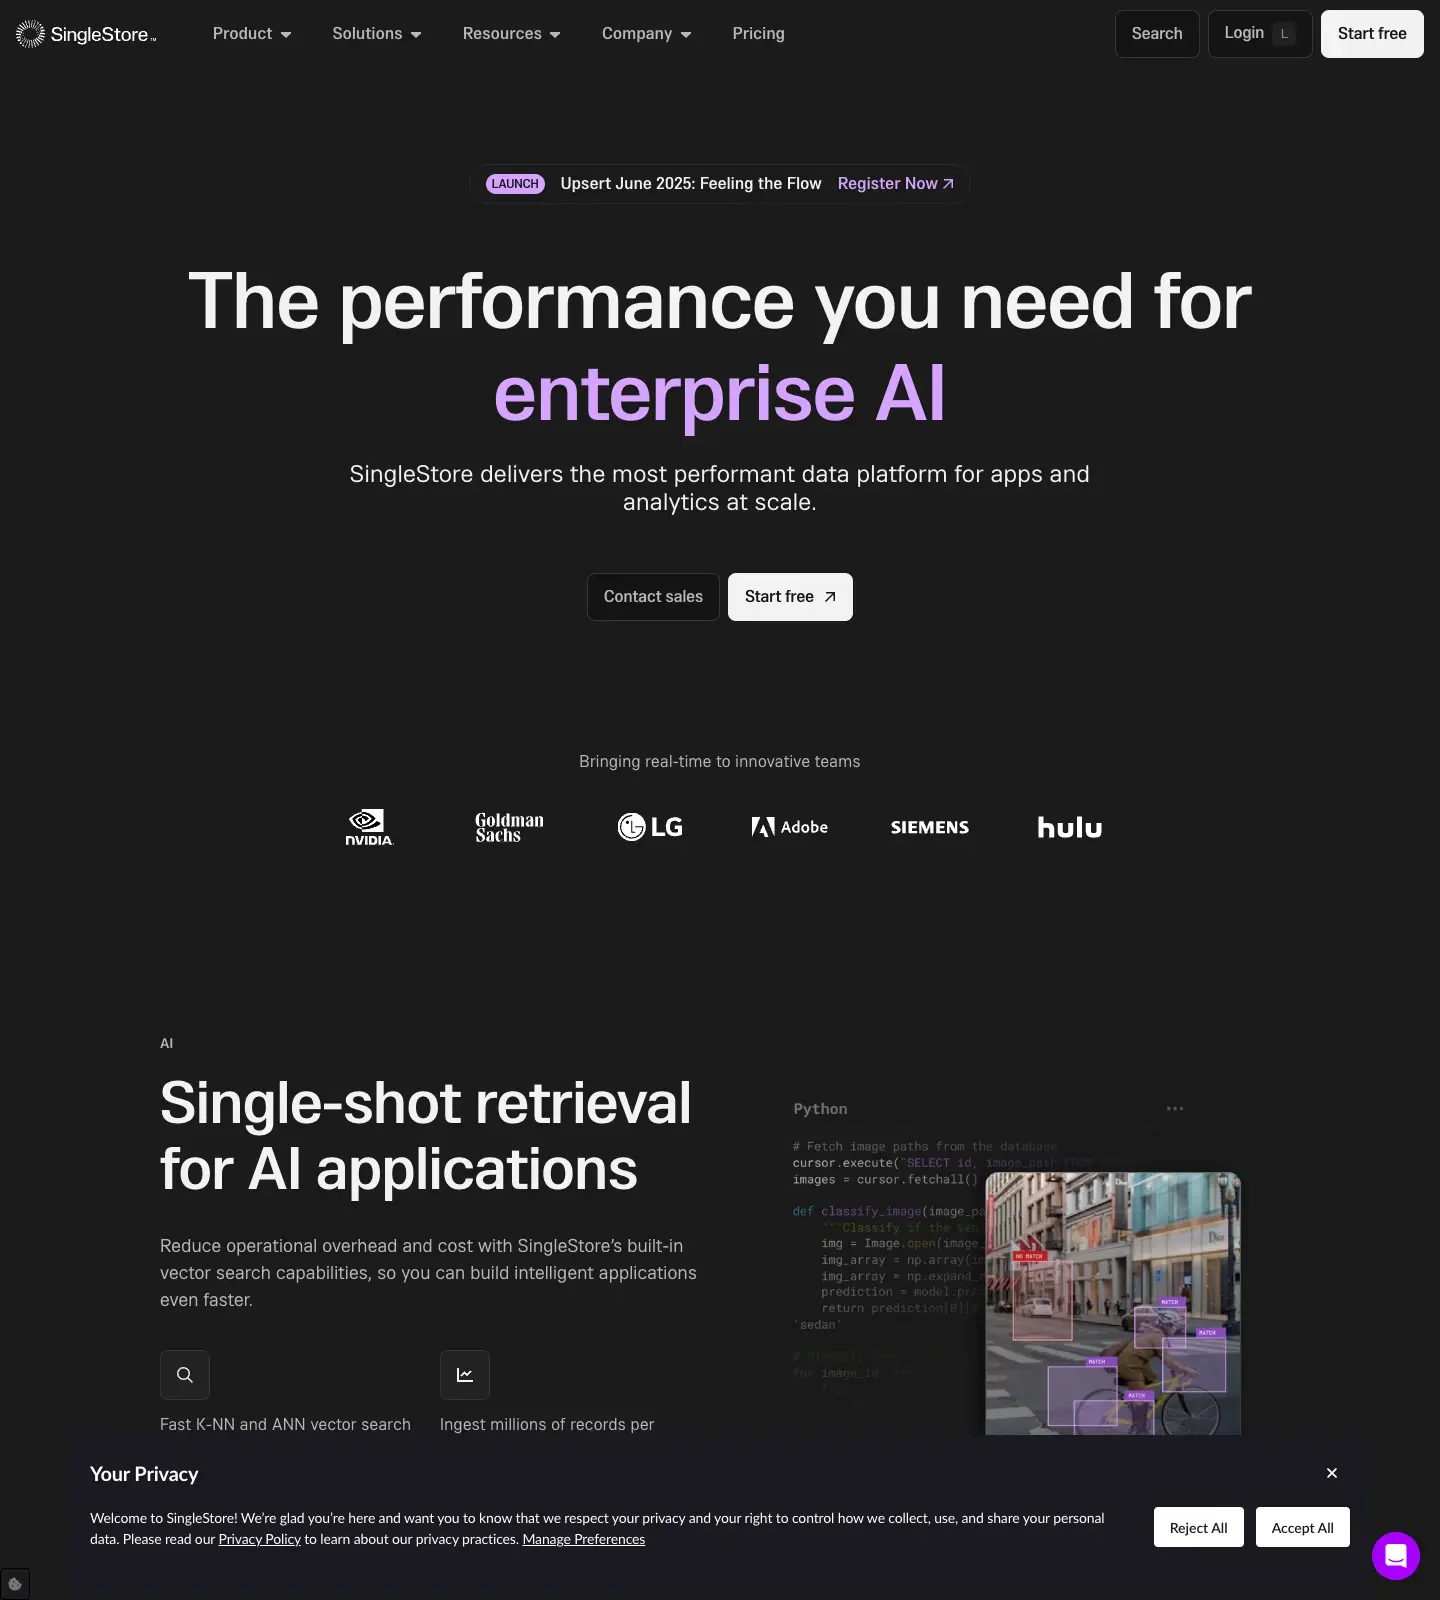 SingleStore™
Product
Solutions
Resources
Company
Pricing
Search
Login L
Start free
LAUNCH Upsert June 2025: Feeling the Flow Register Now
The performance you need for
enterprise AI
SingleStore delivers the most performant data platform for apps and
analytics at scale.
Contact sales
Start free
Bringing real-time to innovative teams
NVIDIA
Goldman
Sachs
LG
Adobe
SIEMENS
hulu
AI
Single-shot retrieval
for AI applications
Reduce operational overhead and cost with SingleStore’s built-in
vector search capabilities, so you can build intelligent applications
even faster.
Fast K-NN and ANN vector search
Ingest millions of records per
Python
# Fetch image paths from the database
cursor.execute("SELECT id, image_path FROM
images = cursor.fetchall()
def classify_image(image_pa
"""Classify if the
img = Image.open(image_
img_array = np.array(i
img_array = np.expand_
prediction = model.pre
return prediction[0]
'sedan'
for image_id,
Dior
NO MATCH
MATCH
MATCH
MATCH
MATCH
Your Privacy
Welcome to SingleStore! We’re glad you’re here and want you to know that we respect your privacy and your right to control how we collect, use, and share your personal
data. Please read our Privacy Policy to learn about our privacy practices. Manage Preferences
Reject All
Accept All